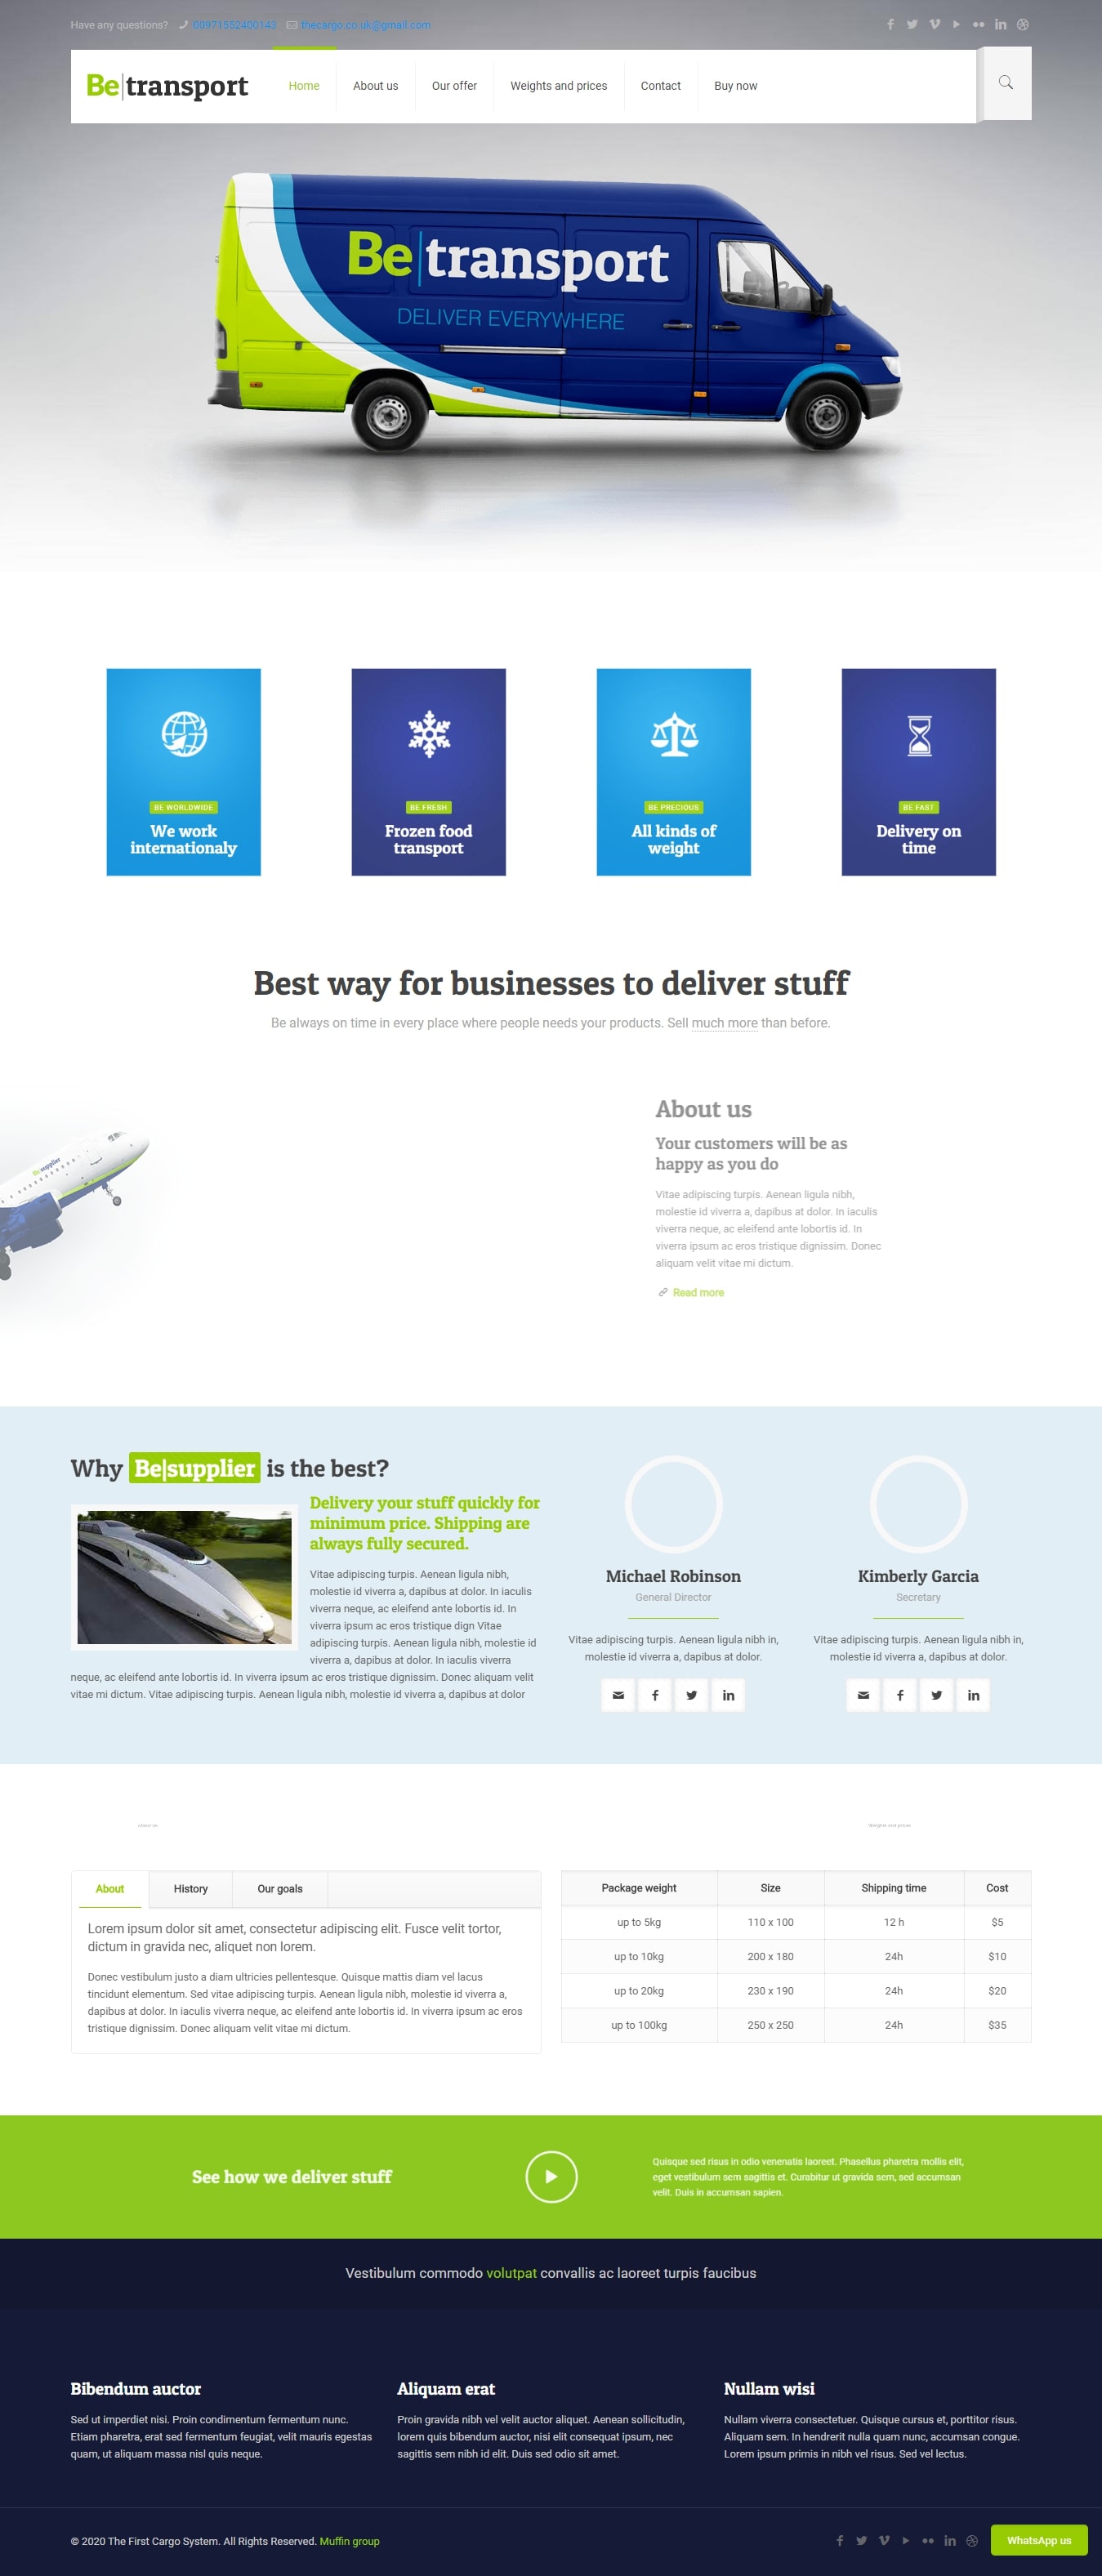 Have any questions? 00971552400143 thecargo.co.uk@gmail.com
Be|transport
Home About us Our offer Weights and prices Contact Buy now
Be|transport
DELIVER EVERYWHERE
BE WORLDWIDE
We work
internationaly
BE FRESH
Frozen food
transport
BE PRECIOUS
All kinds of
weight
BE FAST
Delivery on
time
Best way for businesses to deliver stuff
Be always on time in every place where people needs your products. Sell much more than before.
Be|supplier
About us
Your customers will be as
happy as you do
Vitae adipiscing turpis. Aenean ligula nibh,
molestie id viverra a, dapibus at dolor. In iaculis
viverra neque, ac eleifend ante lobortis id. In
viverra ipsum ac eros tristique dignissim. Donec
aliquam velit vitae mi dictum.
Read more
Why Be|supplier is the best?
Delivery your stuff quickly for
minimum price. Shipping are
always fully secured.
Vitae adipiscing turpis. Aenean ligula nibh,
molestie id viverra a, dapibus at dolor. In iaculis
viverra neque, ac eleifend ante lobortis id. In
viverra ipsum ac eros tristique dign Vitae
adipiscing turpis. Aenean ligula nibh, molestie id
viverra a, dapibus at dolor. In iaculis viverra
neque, ac eleifend ante lobortis id. In viverra ipsum ac eros tristique dignissim. Donec aliquam velit
vitae mi dictum. Vitae adipiscing turpis. Aenean ligula nibh, molestie id viverra a, dapibus at dolor
Michael Robinson
General Director
Vitae adipiscing turpis. Aenean ligula nibh in,
molestie id viverra a, dapibus at dolor.
Kimberly Garcia
Secretary
Vitae adipiscing turpis. Aenean ligula nibh in,
molestie id viverra a, dapibus at dolor.
Weights and prices
About History Our goals
Lorem ipsum dolor sit amet, consectetur adipiscing elit. Fusce velit tortor,
dictum in gravida nec, aliquet non lorem.
Donec vestibulum justo a diam ultricies pellentesque. Quisque mattis diam vel lacus
tincidunt elementum. Sed vitae adipiscing turpis. Aenean ligula nibh, molestie id viverra a,
dapibus at dolor. In iaculis viverra neque, ac eleifend ante lobortis id. In viverra ipsum ac eros
tristique dignissim. Donec aliquam velit vitae mi dictum.
Package weight Size Shipping time Cost
up to 5kg 110 x 100 12 h $5
up to 10kg 200 x 180 24h $10
up to 20kg 230 x 190 24h $20
up to 100kg 250 x 250 24h $35
See how we deliver stuff
Quisque sed risus in odio venenatis laoreet. Phasellus pharetra mollis elit,
eget vestibulum sem sagittis et. Curabitur ut gravida sem, sed accumsan
velit. Duis in accumsan sapien.
Vestibulum commodo volutpat convallis ac laoreet turpis faucibus
Bibendum auctor
Sed ut imperdiet nisi. Proin condimentum fermentum nunc.
Etiam pharetra, erat sed fermentum feugiat, velit mauris egestas
quam, ut aliquam massa nisl quis neque.
Aliquam erat
Proin gravida nibh vel velit auctor aliquet. Aenean sollicitudin,
lorem quis bibendum auctor, nisi elit consequat ipsum, nec
sagittis sem nibh id elit. Duis sed odio sit amet.
Nullam wisi
Nullam viverra consectetuer. Quisque cursus et, porttitor risus.
Aliquam sem. In hendrerit nulla quam nunc, accumsan congue.
Lorem ipsum primis in nibh vel risus. Sed vel lectus.
© 2020 The First Cargo System. All Rights Reserved. Muffin group
WhatsApp us